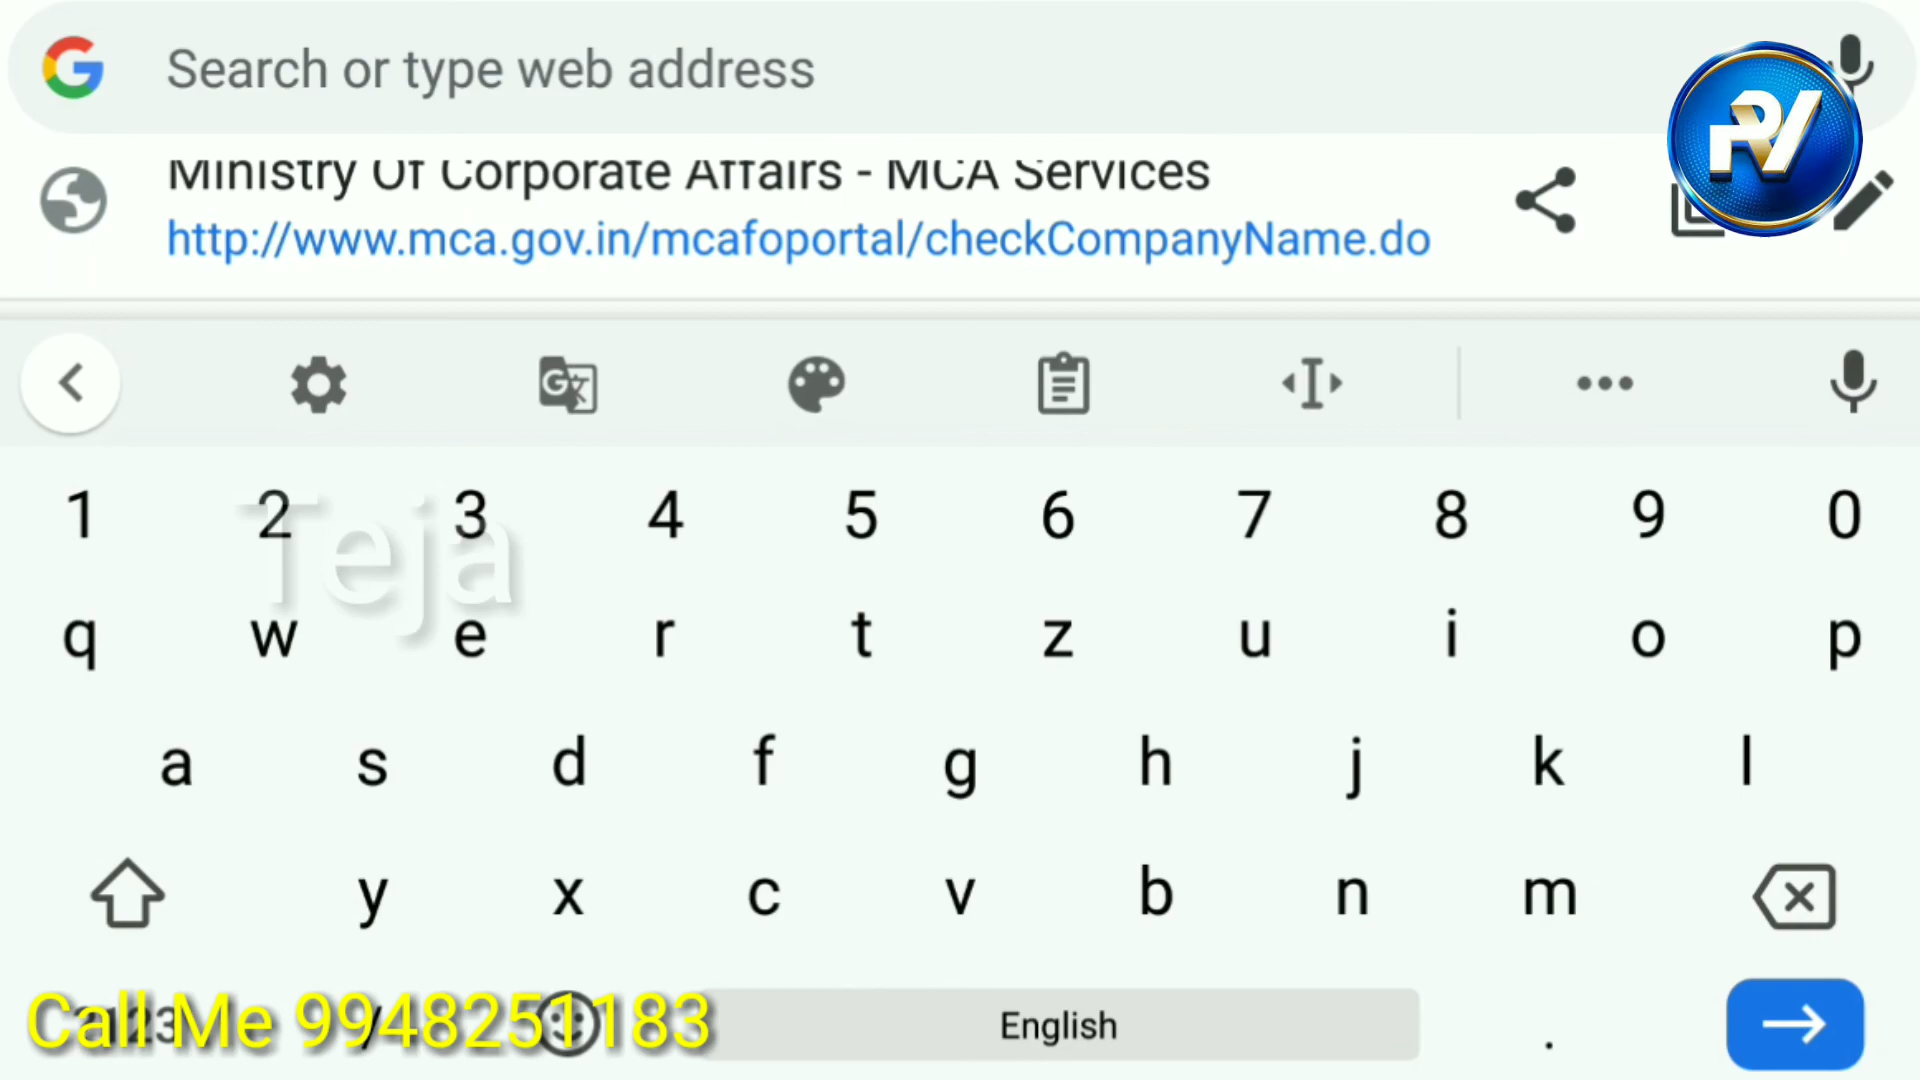 Search or type web address
Ministry Of Corporate Affairs - MCA Services
http://www.mca.gov.in/mcafoportal/checkCompanyName.do
RV
1 2 3 4 5 6 7 8 9 0
Teja
q w e r t z u i o p
a s d f g h j k l
y x c v b n m
Call Me 9948251183
English .